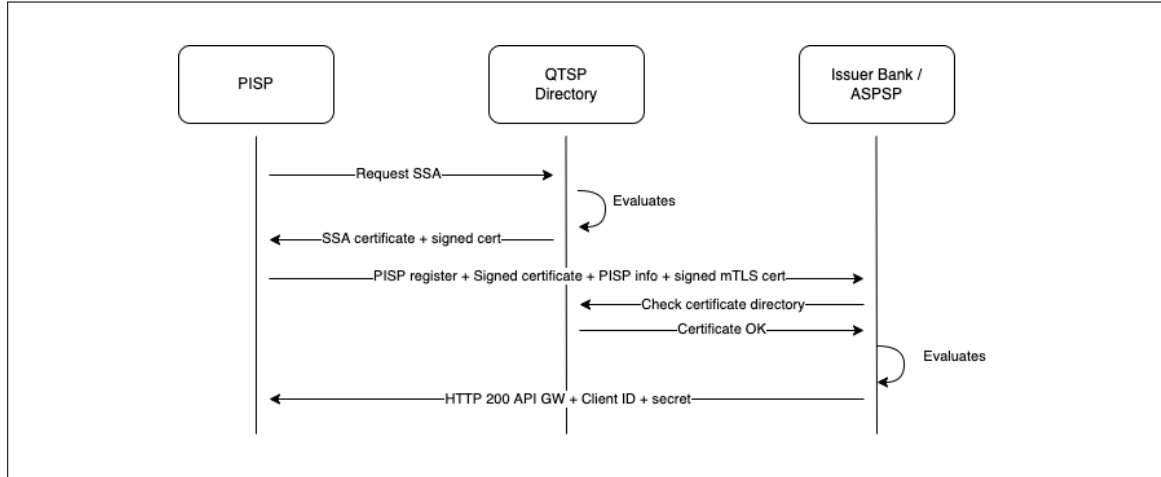 PISP
QTSP
Directory
Issuer Bank /
ASPSP
Request SSA
Evaluates
SSA certificate + signed cert
PISP register + Signed certificate + PISP info + signed mTLS cert
Check certificate directory
Certificate OK
Evaluates
HTTP 200 API GW + Client ID + secret